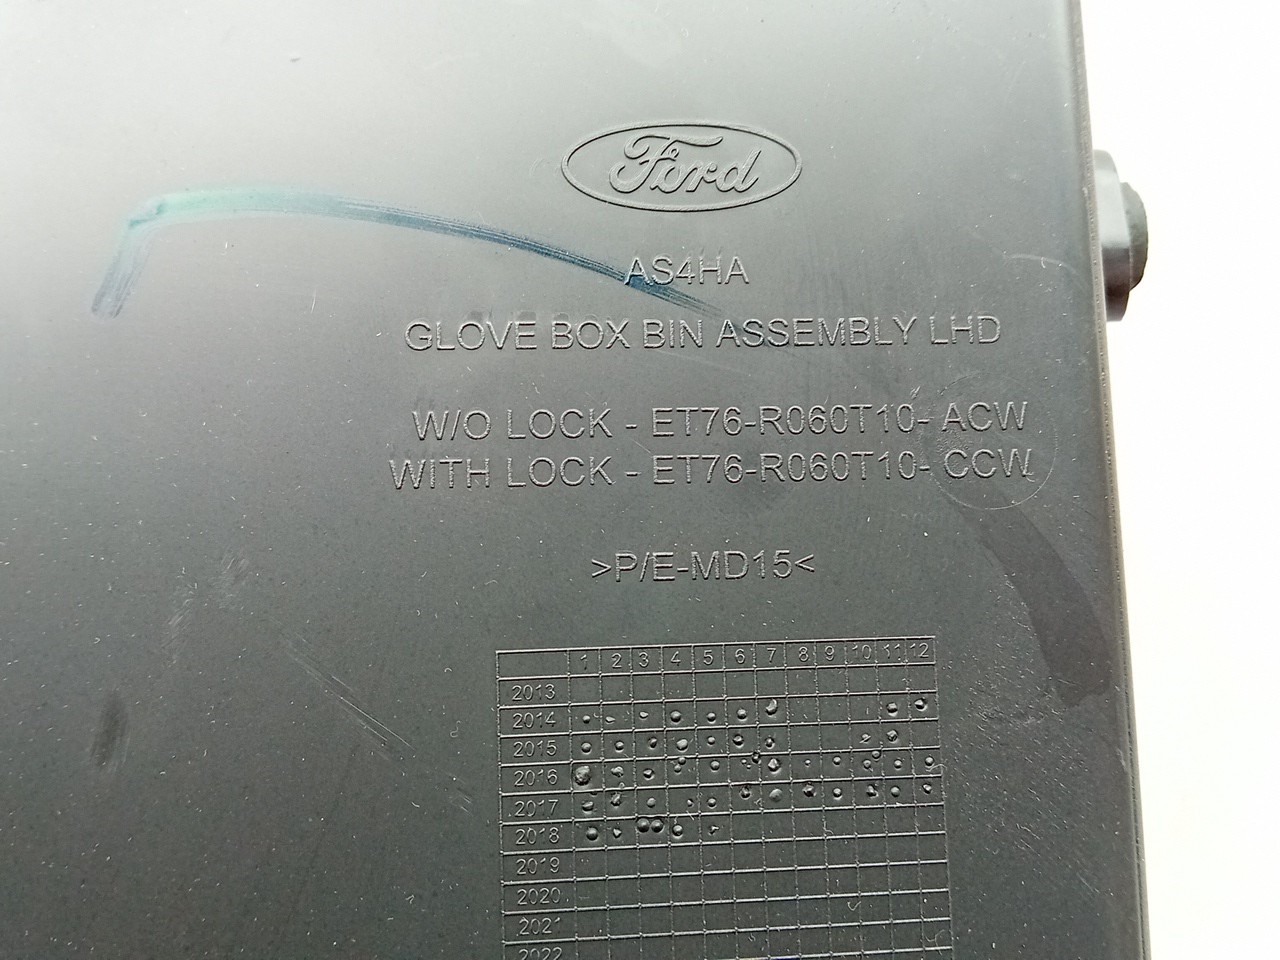 Ford
AS4HA
GLOVE BOX BIN ASSEMBLY LHD
W/O LOCK - ET76-R060T10- ACW
WITH LOCK - ET76-R060T10- CCW
>P/E-MD15<
1 2 3 4 5 6 7 8 9 10 11 12
2013
2014
2015
2016
2017
2018
2019
2020
2021
2022